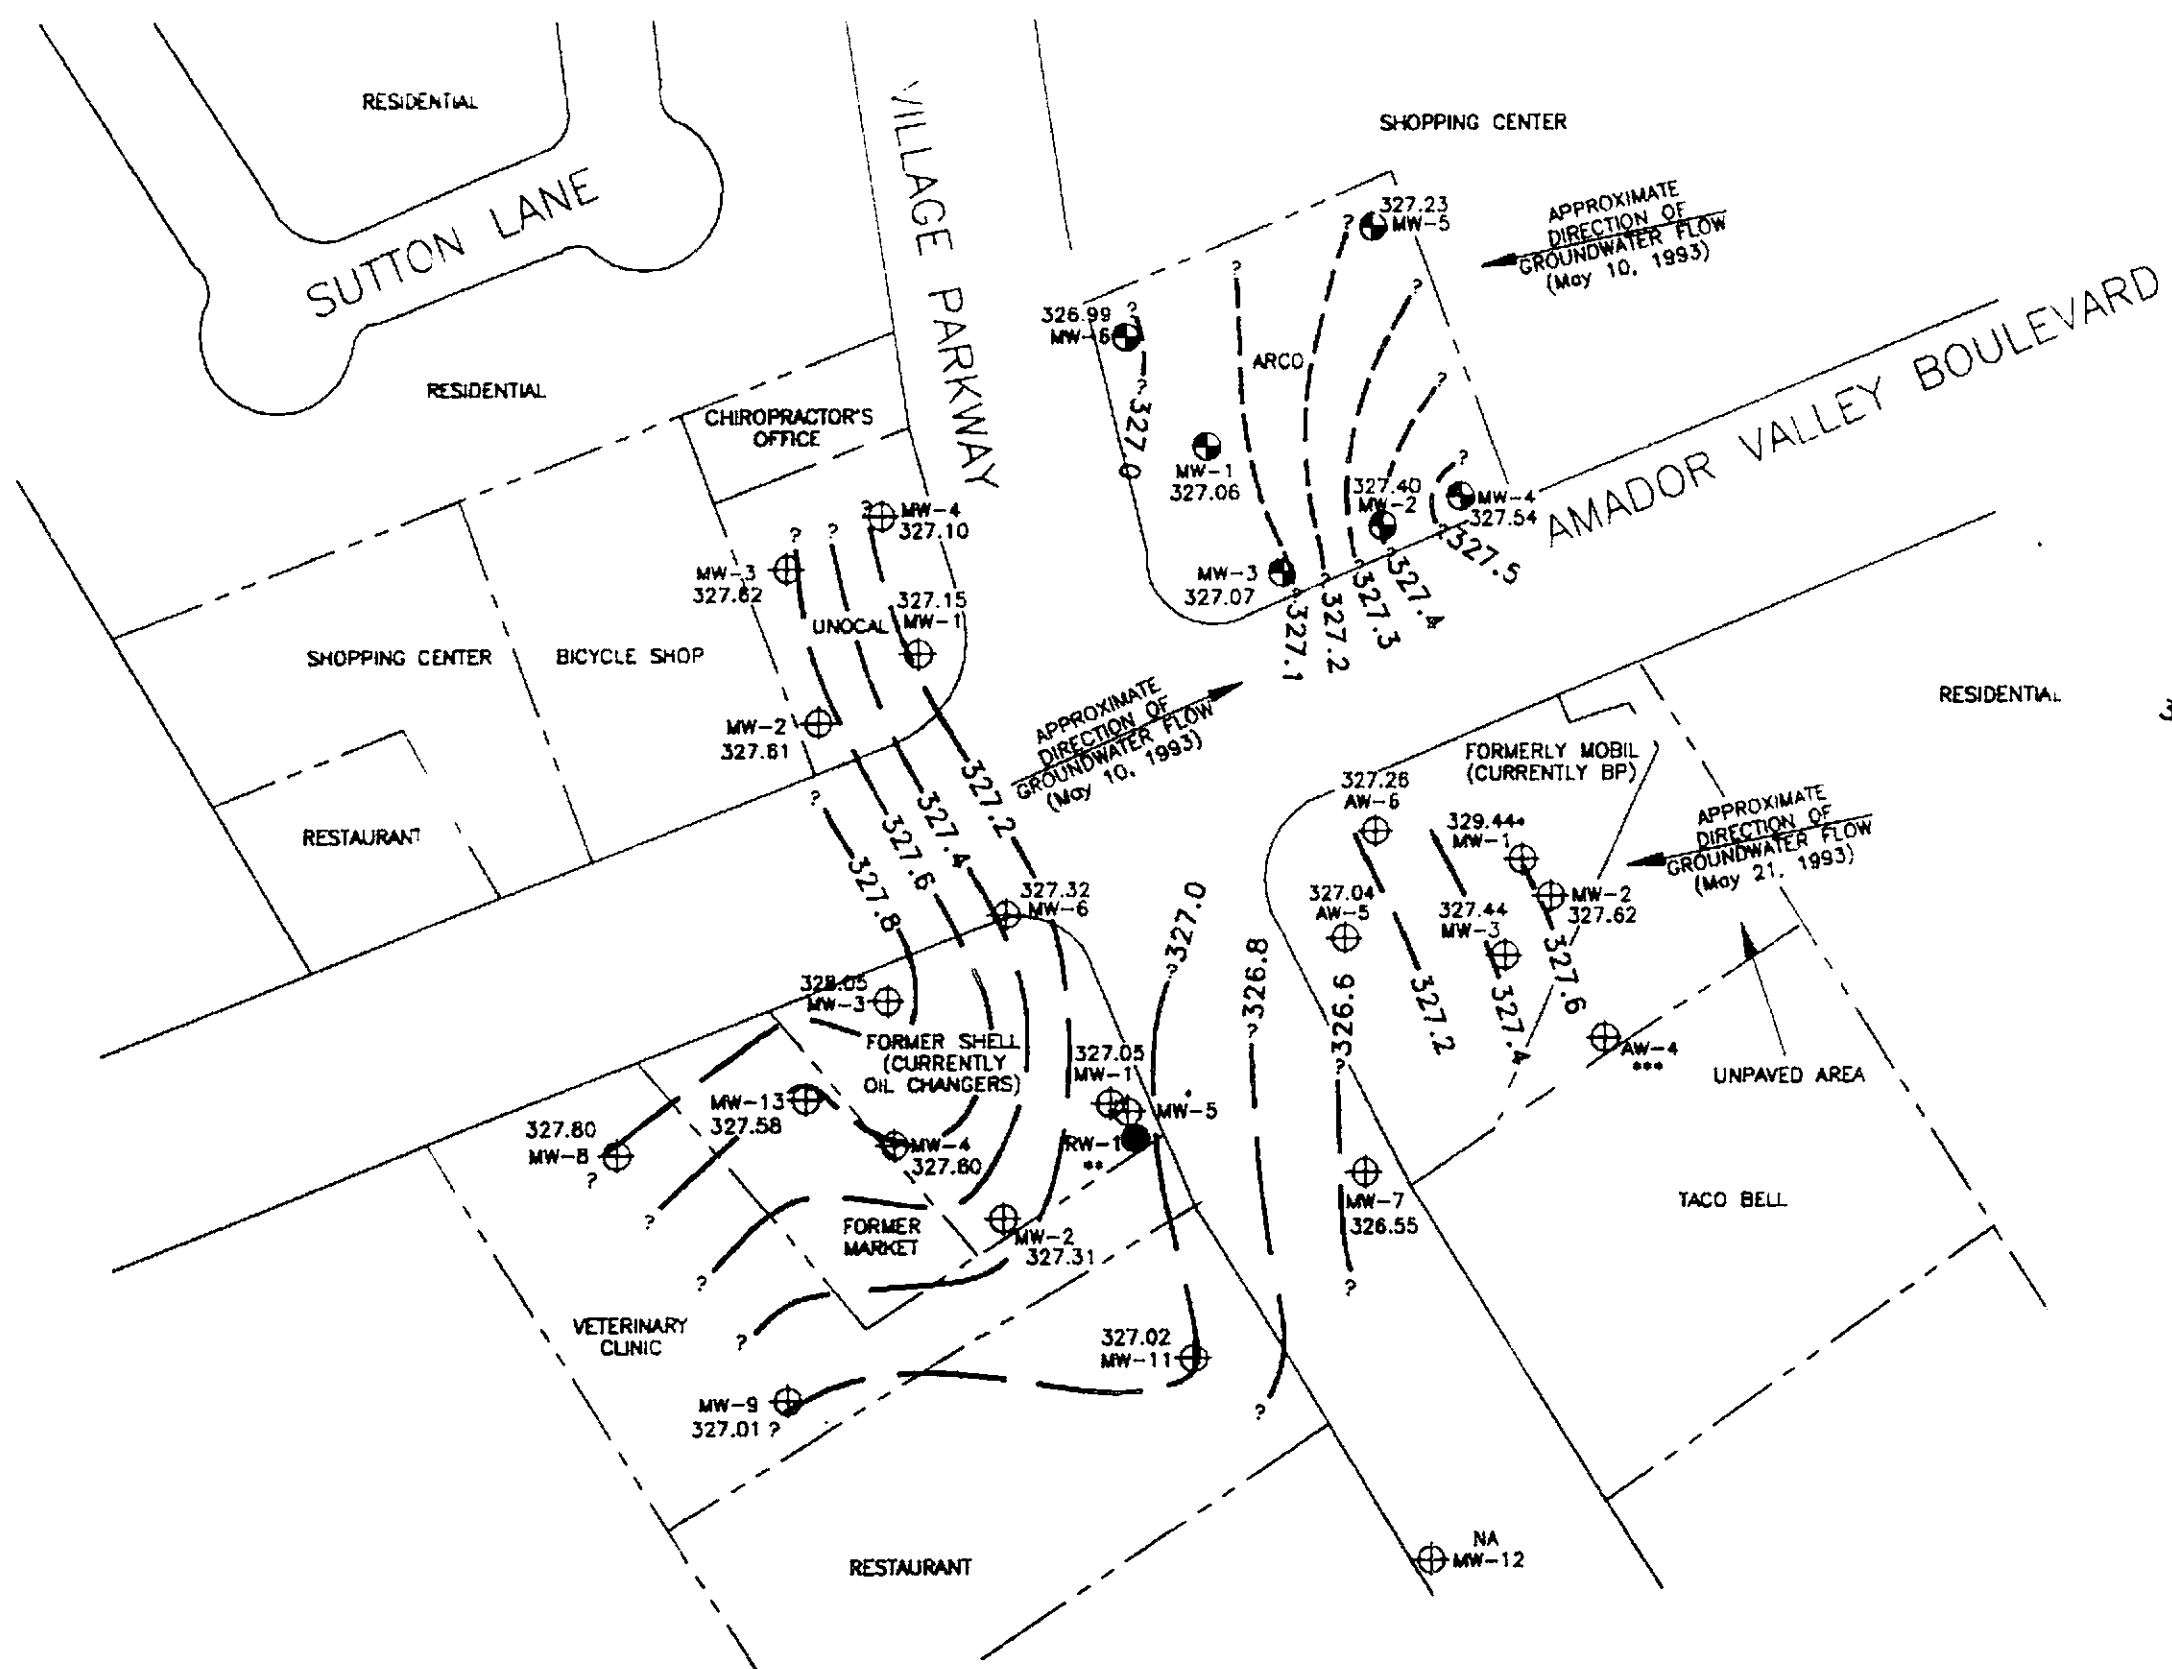 RESIDENTIAL
SUTTON LANE
RESIDENTIAL
VILLAGE PARKWAY
SHOPPING CENTER
APPROXIMATE
DIRECTION OF
GROUNDWATER FLOW
(May 10, 1993)
AMADOR VALLEY BOULEVARD
?
327.23
MW-5
?
?
326.99
MW-6
?
?
327.0
ARCO
?
?
MW-1
327.06
327.40
MW-2
MW-4
327.54
?
327.5
MW-3
327.07
?
327.1
?
327.2
?
327.3
?
327.4
CHIROPRACTOR'S
OFFICE
?
?
?
MW-4
327.10
MW-3
327.62
327.15
MW-1
UNOCAL
MW-2
327.61
SHOPPING CENTER
BICYCLE SHOP
RESTAURANT
APPROXIMATE
DIRECTION OF
GROUNDWATER FLOW
(May 10, 1993)
?
327.8
327.6
327.4
327.2
RESIDENTIAL
3
FORMERLY MOBIL
(CURRENTLY BP)
327.26
AW-6
329.44*
MW-1
MW-2
327.62
327.04
AW-5
327.44
MW-3
APPROXIMATE
DIRECTION OF
GROUNDWATER FLOW
(May 21, 1993)
327.2
327.4
327.6
AW-4
***
UNPAVED AREA
327.32
MW-6
?
327.0
?
326.8
?
326.6
328.05
MW-3
FORMER SHELL
(CURRENTLY
OIL CHANGERS)
327.05
MW-1
*
MW-5
RW-1
**
MW-13
327.58
MW-4
327.60
327.80
MW-8
?
?
?
?
FORMER
MARKET
MW-2
327.31
MW-7
326.55
?
TACO BELL
VETERINARY
CLINIC
327.02
MW-11
MW-9
327.01 ?
?
RESTAURANT
NA
MW-12